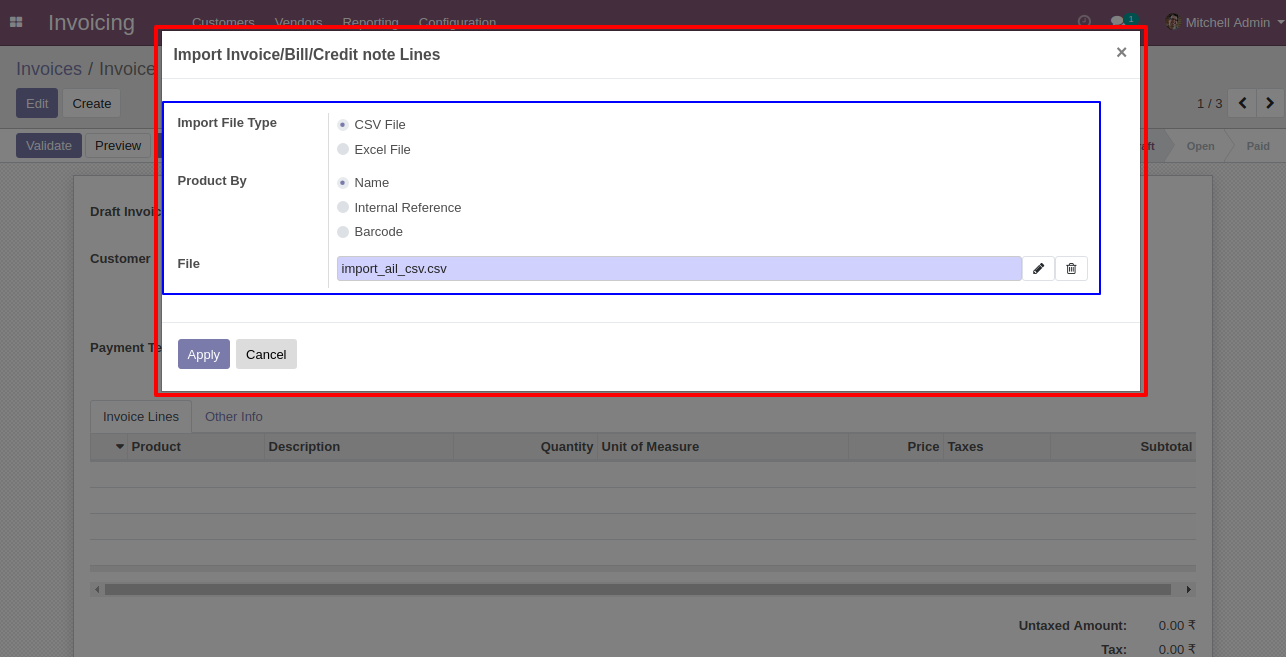 Invoicing Customers Vendors Reporting Configuration 1 Mitchell Admin
Import Invoice/Bill/Credit note Lines ×
Invoices / Invoice
Edit Create 1 / 3
Import File Type CSV File
Excel File
Validate Preview Open Paid
Product By Name
Internal Reference
Draft Invoic
Barcode
Customer
File import_ail_csv.csv
Payment Te
Apply Cancel
Invoice Lines Other Info
Product Description Quantity Unit of Measure Price Taxes Subtotal
Untaxed Amount: 0.00 ₹
Tax: 0.00 ₹